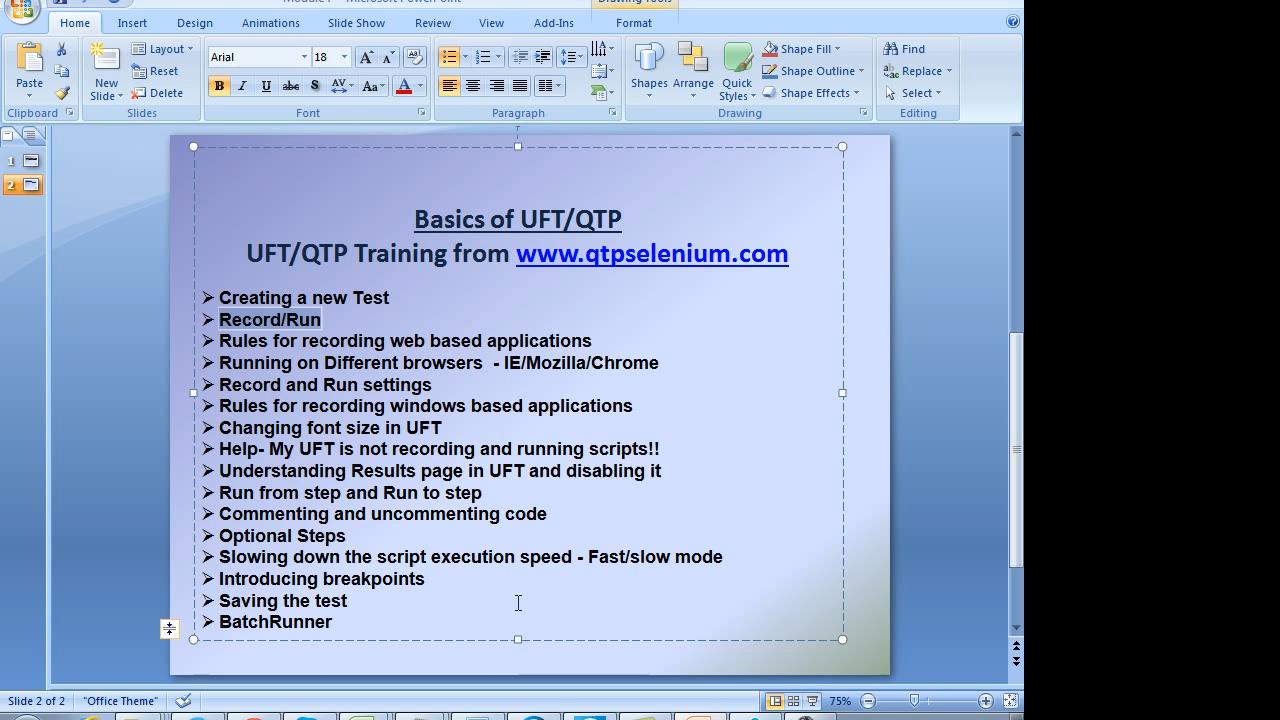 Home Insert Design Animations Slide Show Review View Add-Ins Format
Paste
Clipboard
New Slide
Layout
Reset
Delete
Slides
Arial 18
B I U abc S AV Aa A
Font
Paragraph
Shapes Arrange Quick Styles
Shape Fill
Shape Outline
Shape Effects
Drawing
Find
Replace
Select
Editing
1
2
Basics of UFT/QTP
UFT/QTP Training from www.qtpselenium.com
Creating a new Test
Record/Run
Rules for recording web based applications
Running on Different browsers - IE/Mozilla/Chrome
Record and Run settings
Rules for recording windows based applications
Changing font size in UFT
Help- My UFT is not recording and running scripts!!
Understanding Results page in UFT and disabling it
Run from step and Run to step
Commenting and uncommenting code
Optional Steps
Slowing down the script execution speed - Fast/slow mode
Introducing breakpoints
Saving the test
BatchRunner
Slide 2 of 2 "Office Theme" 75%